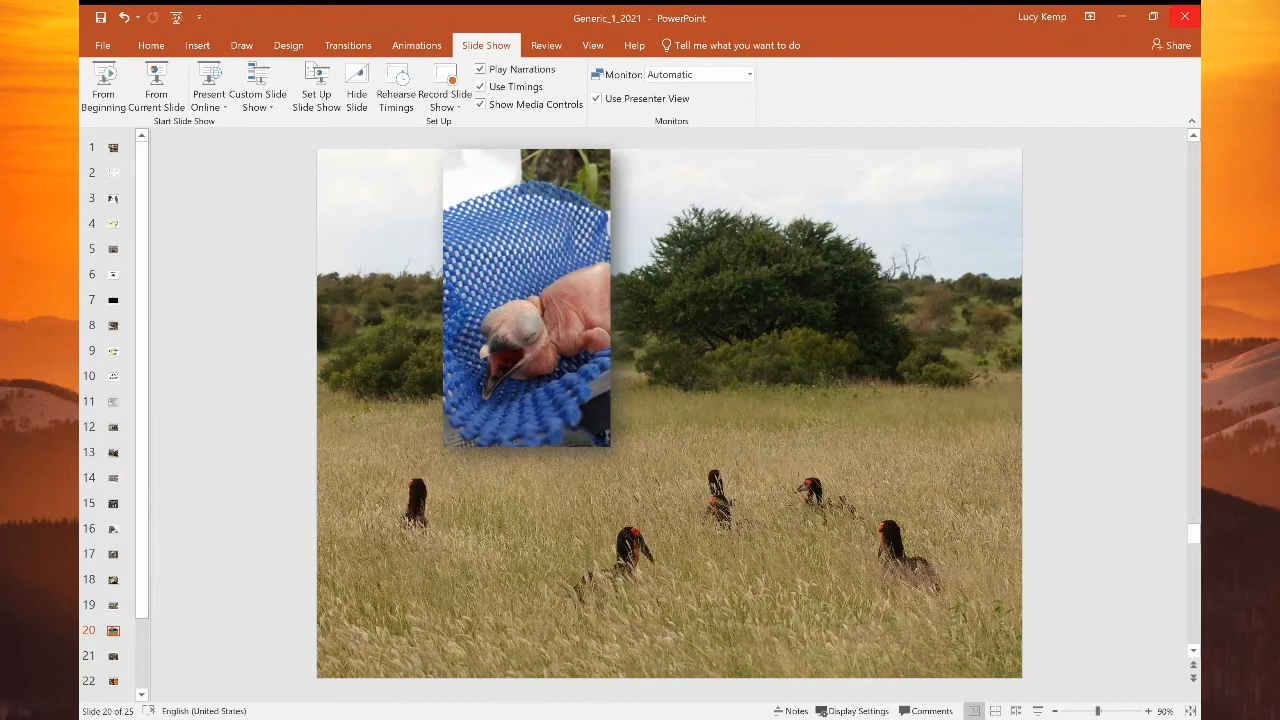 Generic_1_2021 - PowerPoint
Lucy Kemp
File Home Insert Draw Design Transitions Animations Slide Show Review View Help Tell me what you want to do Share
From Beginning
From Current Slide
Present Online
Custom Slide Show
Set Up Slide Show
Hide Slide
Rehearse Timings
Record Slide Show
Play Narrations
Use Timings
Show Media Controls
Monitor: Automatic
Use Presenter View
Start Slide Show
Set Up
Monitors
1
2
3
4
5
6
7
8
9
10
11
12
13
14
15
16
17
18
19
20
21
22
Slide 20 of 25 English (United States) Notes Display Settings Comments 90%